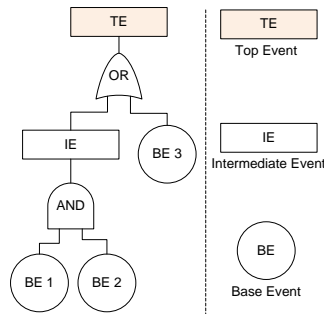 TE
OR
IE
BE 3
AND
BE 1
BE 2
TE
Top Event
IE
Intermediate Event
BE
Base Event